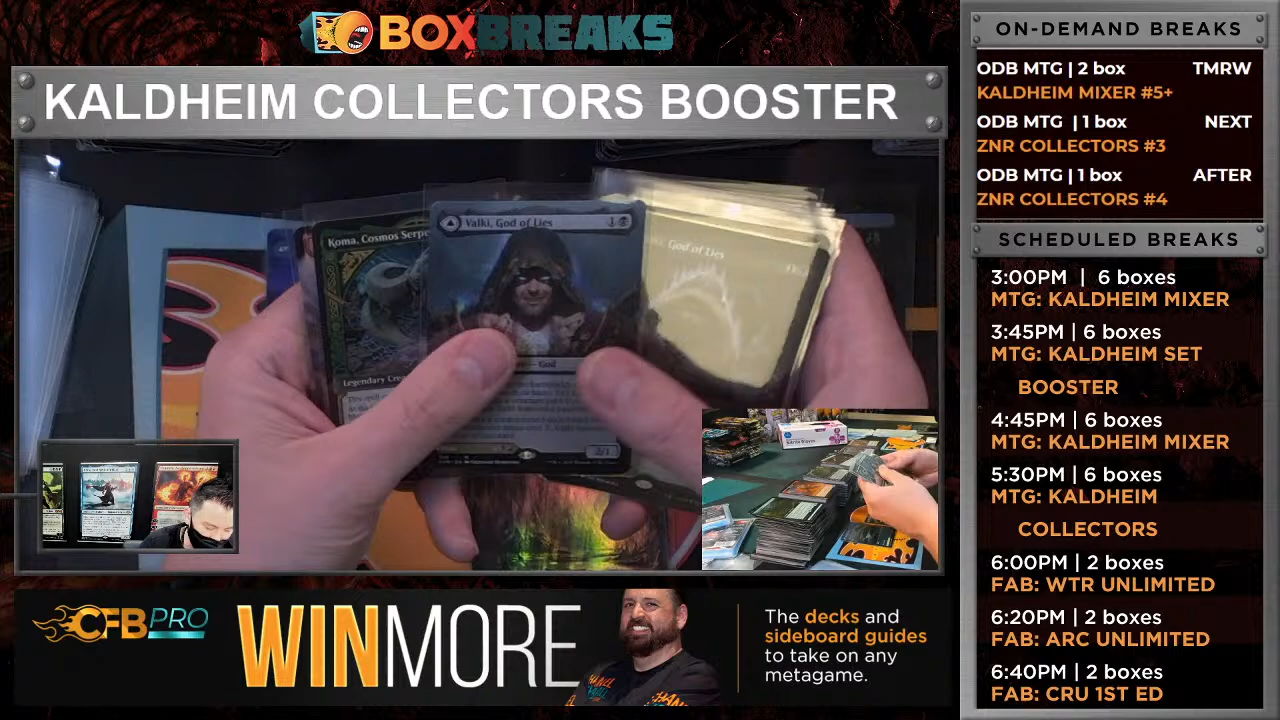 BOXBREAKS
KALDHEIM COLLECTORS BOOSTER
Koma, Cosmos Serpe
Valki, God of Lies
1
God of Lies
Legendary Crea
God
2/1
CFBPRO
WINMORE
The decks and
sideboard guides
to take on any
metagame.
ON-DEMAND BREAKS
ODB MTG | 2 box TMRW
KALDHEIM MIXER #5+
ODB MTG | 1 box NEXT
ZNR COLLECTORS #3
ODB MTG | 1 box AFTER
ZNR COLLECTORS #4
SCHEDULED BREAKS
3:00PM | 6 boxes
MTG: KALDHEIM MIXER
3:45PM | 6 boxes
MTG: KALDHEIM SET
BOOSTER
4:45PM | 6 boxes
MTG: KALDHEIM MIXER
5:30PM | 6 boxes
MTG: KALDHEIM
COLLECTORS
6:00PM | 2 boxes
FAB: WTR UNLIMITED
6:20PM | 2 boxes
FAB: ARC UNLIMITED
6:40PM | 2 boxes
FAB: CRU 1ST ED